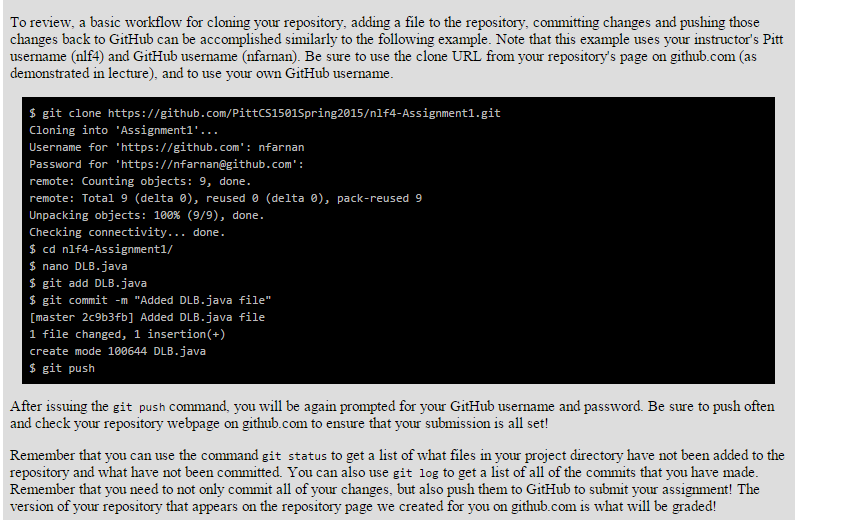 To review, a basic workflow for cloning your repository, adding a file to the repository, committing changes and pushing those
changes back to GitHub can be accomplished similarly to the following example. Note that this example uses your instructor's Pitt
username (nlf4) and GitHub username (nfarnan). Be sure to use the clone URL from your repository's page on github.com (as
demonstrated in lecture), and to use your own GitHub username.
$ git clone https://github.com/PittCS1501Spring2015/nlf4-Assignment1.git
Cloning into 'Assignment1'...
Username for 'https://github.com': nfarnan
Password for 'https://nfarnan@github.com':
remote: Counting objects: 9, done.
remote: Total 9 (delta 0), reused 0 (delta 0), pack-reused 9
Unpacking objects: 100% (9/9), done.
Checking connectivity... done.
$ cd nlf4-Assignment1/
$ nano DLB.java
$ git add DLB.java
$ git commit -m "Added DLB.java file"
[master 2c9b3fb] Added DLB.java file
1 file changed, 1 insertion(+)
create mode 100644 DLB.java
$ git push
After issuing the git push command, you will be again prompted for your GitHub username and password. Be sure to push often
and check your repository webpage on github.com to ensure that your submission is all set!
Remember that you can use the command git status to get a list of what files in your project directory have not been added to the
repository and what have not been committed. You can also use git log to get a list of all of the commits that you have made.
Remember that you need to not only commit all of your changes, but also push them to GitHub to submit your assignment! The
version of your repository that appears on the repository page we created for you on github.com is what will be graded!